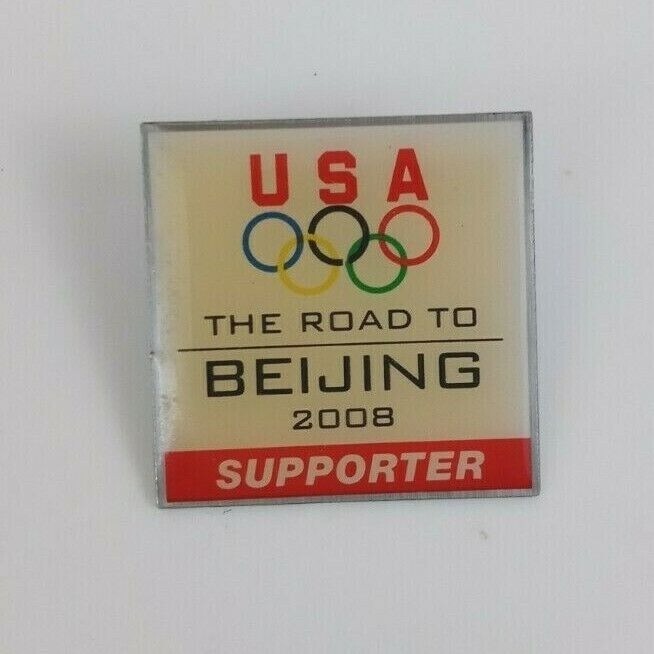 USA
THE ROAD TO
BEIJING
2008
SUPPORTER